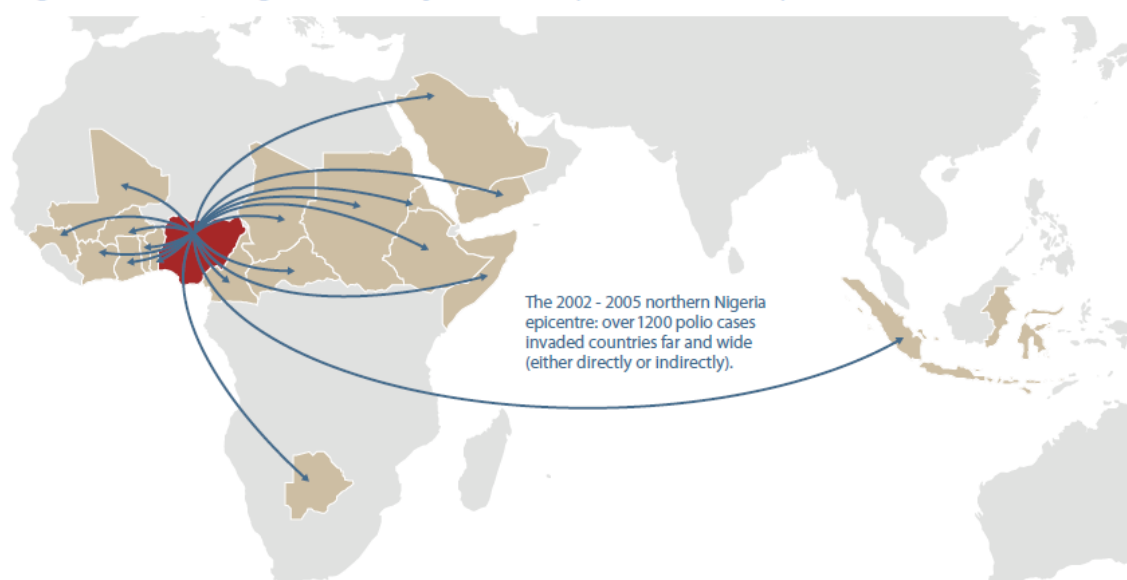 The 2002 - 2005 northern Nigeria
epicentre: over 1200 polio cases
invaded countries far and wide
(either directly or indirectly).